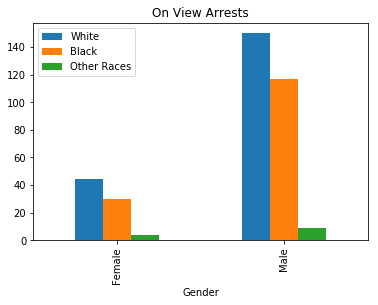 On View Arrests
White
Black
Other Races
140
120
100
80
60
40
20
0
Female
Male
Gender